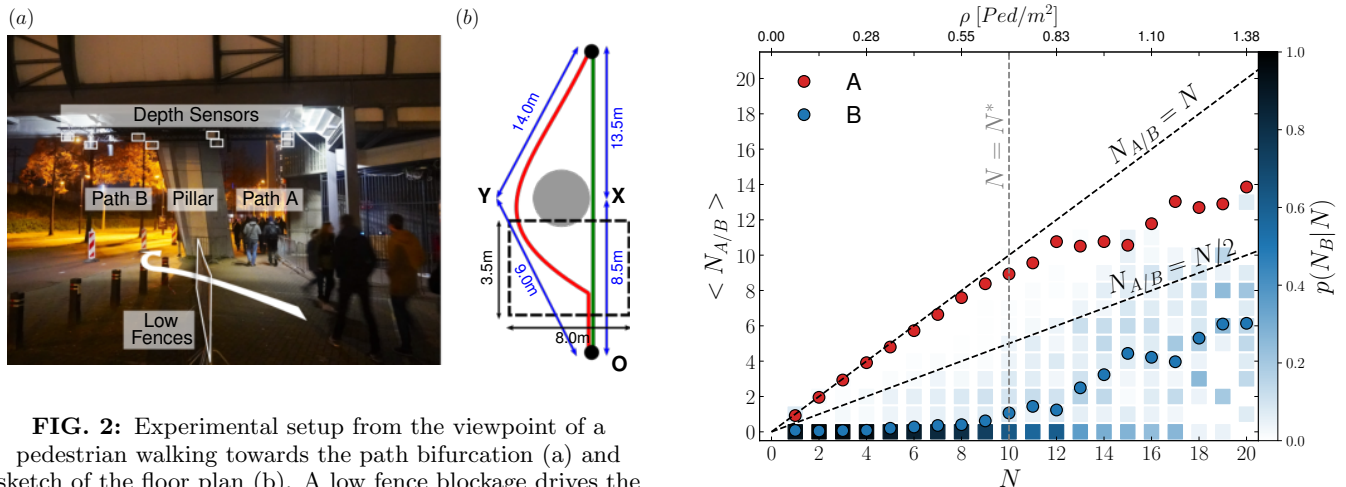 (a)
Depth Sensors
Path B
Pillar
Path A
Low
Fences
(b)
14.0m
13.5m
Y
X
3.5m
9.0m
8.5m
8.0m
O
FIG. 2: Experimental setup from the viewpoint of a
pedestrian walking towards the path bifurcation (a) and
sketch of the floor plan (b). A low fence blockage drives the
ρ [Ped/m²]
0.00 0.28 0.55 0.83 1.10 1.38
A
B
N = N*
N_{A/B} = N
N_{A/B} = N/2
< N_{A/B} >
20
18
16
14
12
10
8
6
4
2
0
0 2 4 6 8 10 12 14 16 18 20
N
1.0
0.8
0.6
0.4
0.2
0.0
p(N_B|N)